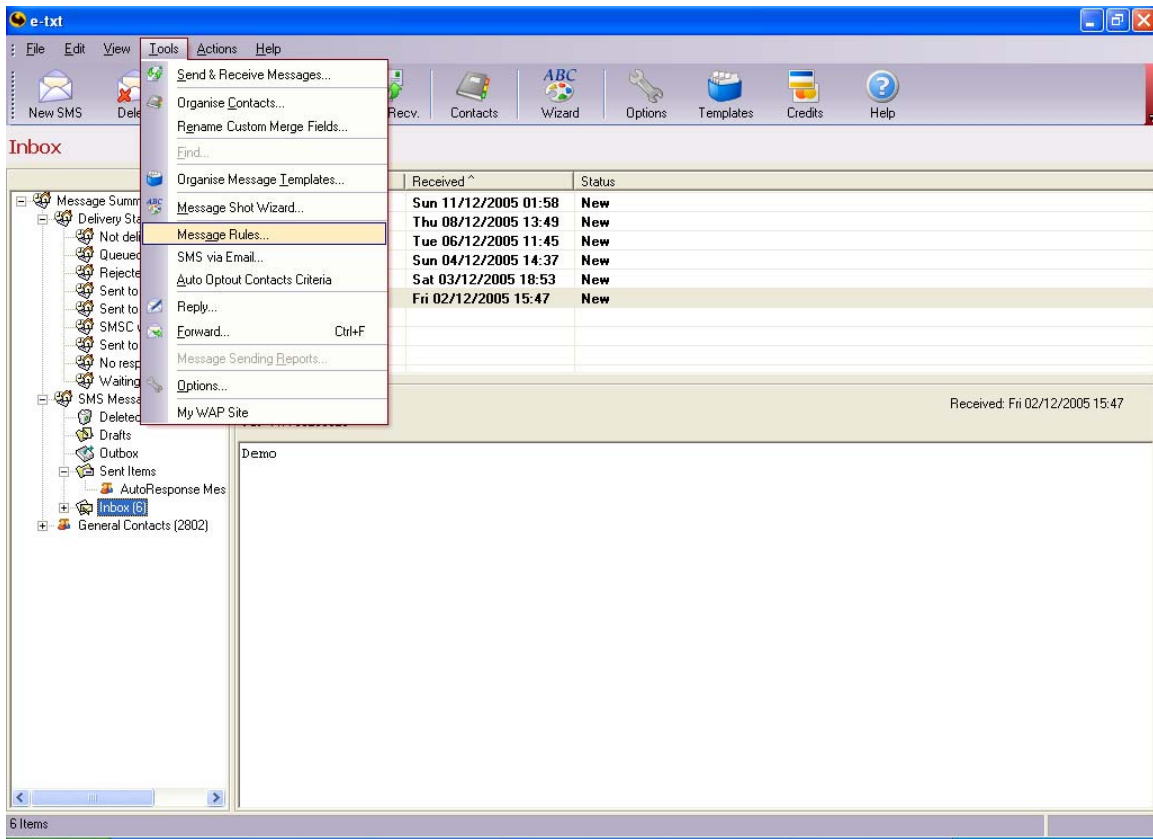 e-txt
File Edit View Tools Actions Help
New SMS Recv. Contacts ABC Wizard Options Templates Credits Help
Send & Receive Messages...
Organise Contacts...
Rename Custom Merge Fields...
Find...
Organise Message Templates...
ABC Message Shot Wizard...
Message Rules...
SMS via Email...
Auto Optout Contacts Criteria
Reply...
Forward... Ctrl+F
Message Sending Reports...
Options...
My WAP Site
Inbox
Received ^ Status
Sun 11/12/2005 01:58 New
Thu 08/12/2005 13:49 New
Tue 06/12/2005 11:45 New
Sun 04/12/2005 14:37 New
Sat 03/12/2005 18:53 New
Fri 02/12/2005 15:47 New
Message
Delivery
Not
Queued
Sent to
Sent to
SMSC
Sent to
No
Waiting
SMS
Deleted
Drafts
Outbox
Sent Items
AutoResponse Mes
Inbox (6)
General Contacts (2802)
Received: Fri 02/12/2005 15:47
Demo
6 Items